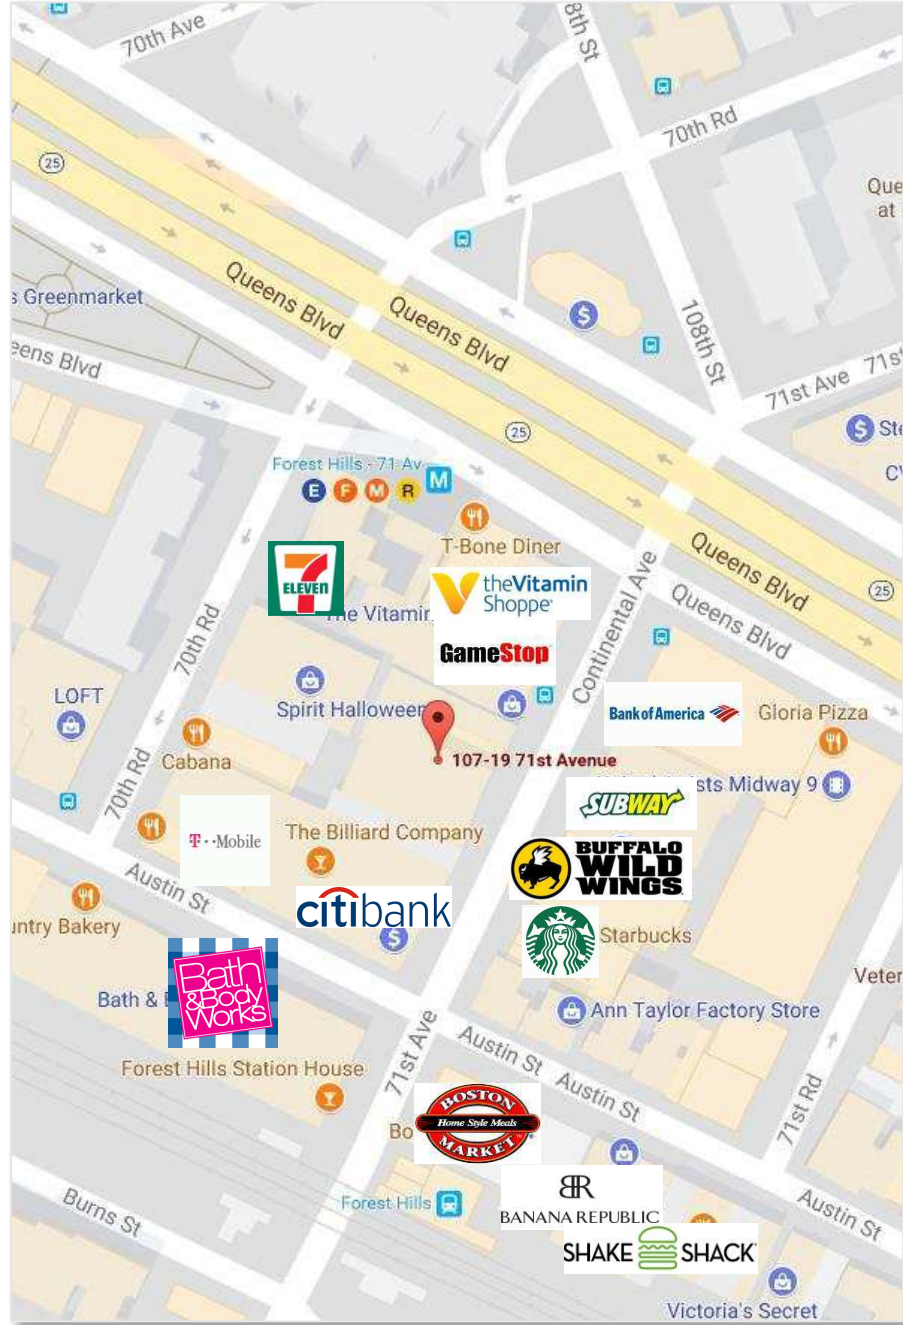 70th Ave
8th St
70th Rd
25
Que
at
Queens Blvd
Queens Blvd
s Greenmarket
108th St
eens Blvd
71st Ave
71s
25
$
$
Ste
CV
Forest Hills - 71 Av
M
E F M R
T-Bone Diner
Queens Blvd
25
7
ELEVEN
The Vitamin
theVitamin
Shoppe
Continental Ave
Queens Blvd
70th Rd
GameStop
LOFT
Spirit Halloween
Bank of America
Gloria Pizza
Cabana
107-19 71st Avenue
sts Midway 9
70th Rd
SUBWAY
T··Mobile
The Billiard Company
BUFFALO
WILD
WINGS
Austin St
citibank
$
untry Bakery
Starbucks
Bath
&Body
Works
Bath &
Veter
Ann Taylor Factory Store
71st Ave
Austin St
Austin St
Forest Hills Station House
71st Rd
BOSTON
Home Style Meals
MARKET
Bo
Forest Hills
BR
BANANA REPUBLIC
Burns St
Austin St
SHAKE SHACK
Victoria's Secret